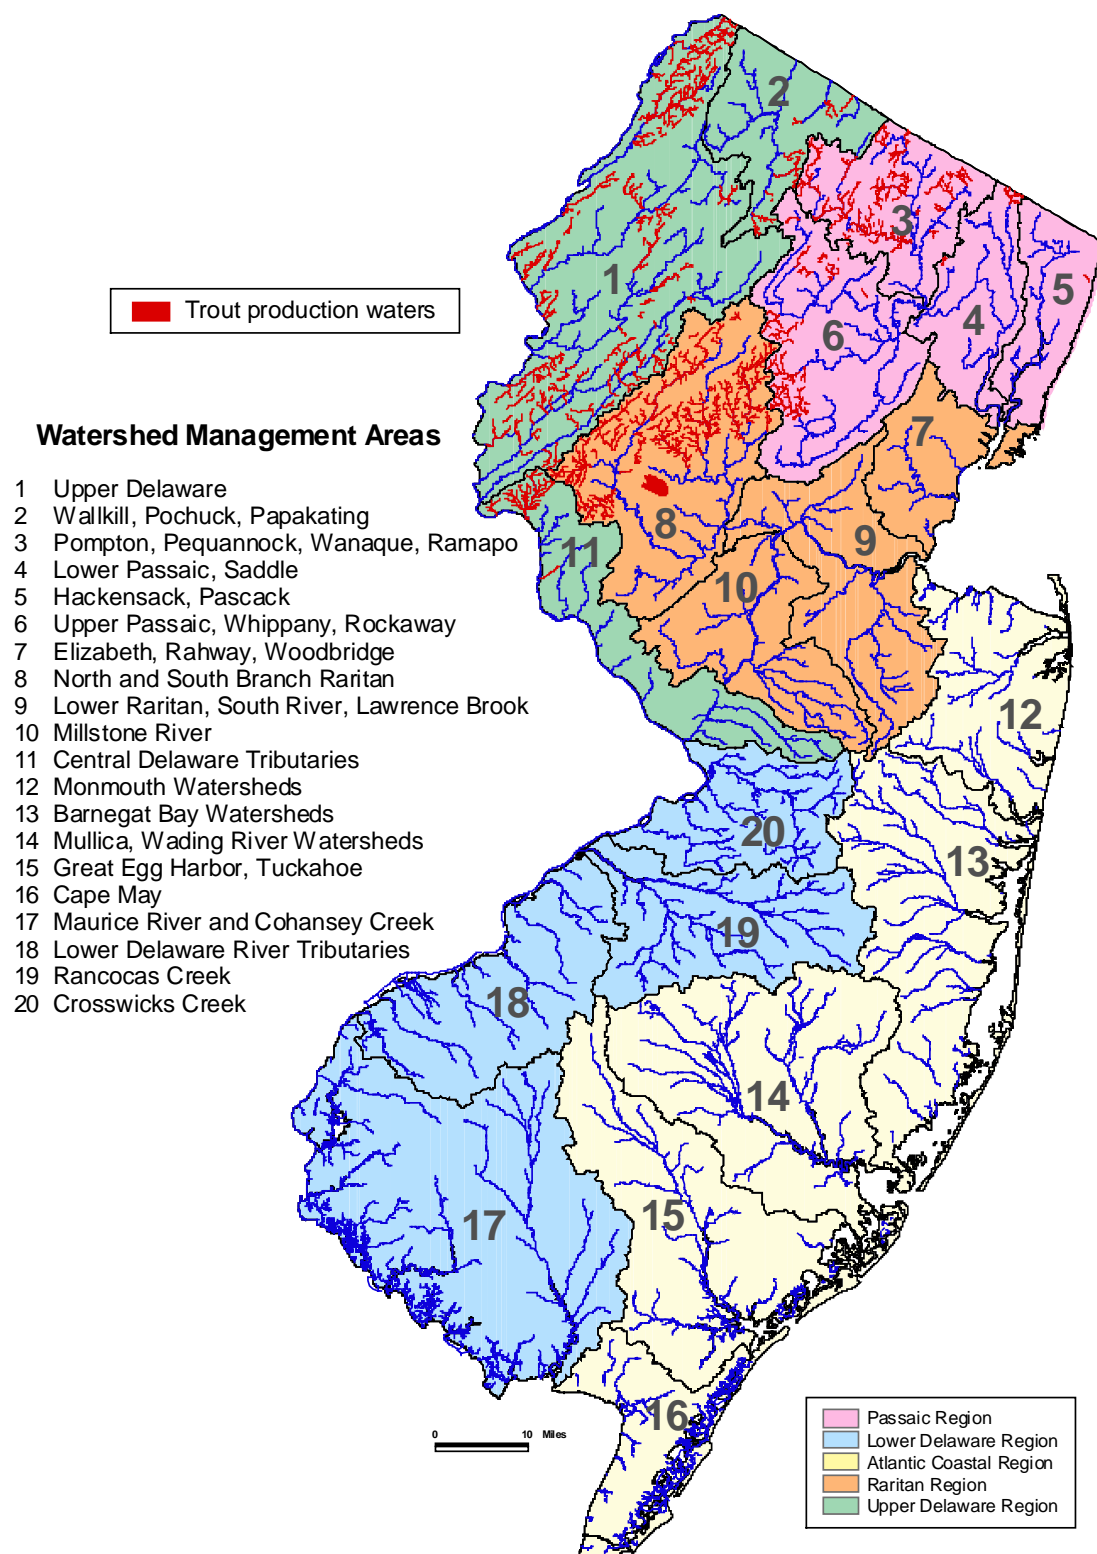 2
3
1
5
4
6
Trout production waters
7
Watershed Management Areas
1 Upper Delaware
2 Wallkill, Pochuck, Papakating
3 Pompton, Pequannock, Wanaque, Ramapo
4 Lower Passaic, Saddle
5 Hackensack, Pascack
6 Upper Passaic, Whippany, Rockaway
7 Elizabeth, Rahway, Woodbridge
8 North and South Branch Raritan
9 Lower Raritan, South River, Lawrence Brook
10 Millstone River
11 Central Delaware Tributaries
12 Monmouth Watersheds
13 Barnegat Bay Watersheds
14 Mullica, Wading River Watersheds
15 Great Egg Harbor, Tuckahoe
16 Cape May
17 Maurice River and Cohansey Creek
18 Lower Delaware River Tributaries
19 Rancocas Creek
20 Crosswicks Creek
8
9
11
10
12
20
13
19
18
14
15
17
16
0 10 Miles
Passaic Region
Lower Delaware Region
Atlantic Coastal Region
Raritan Region
Upper Delaware Region